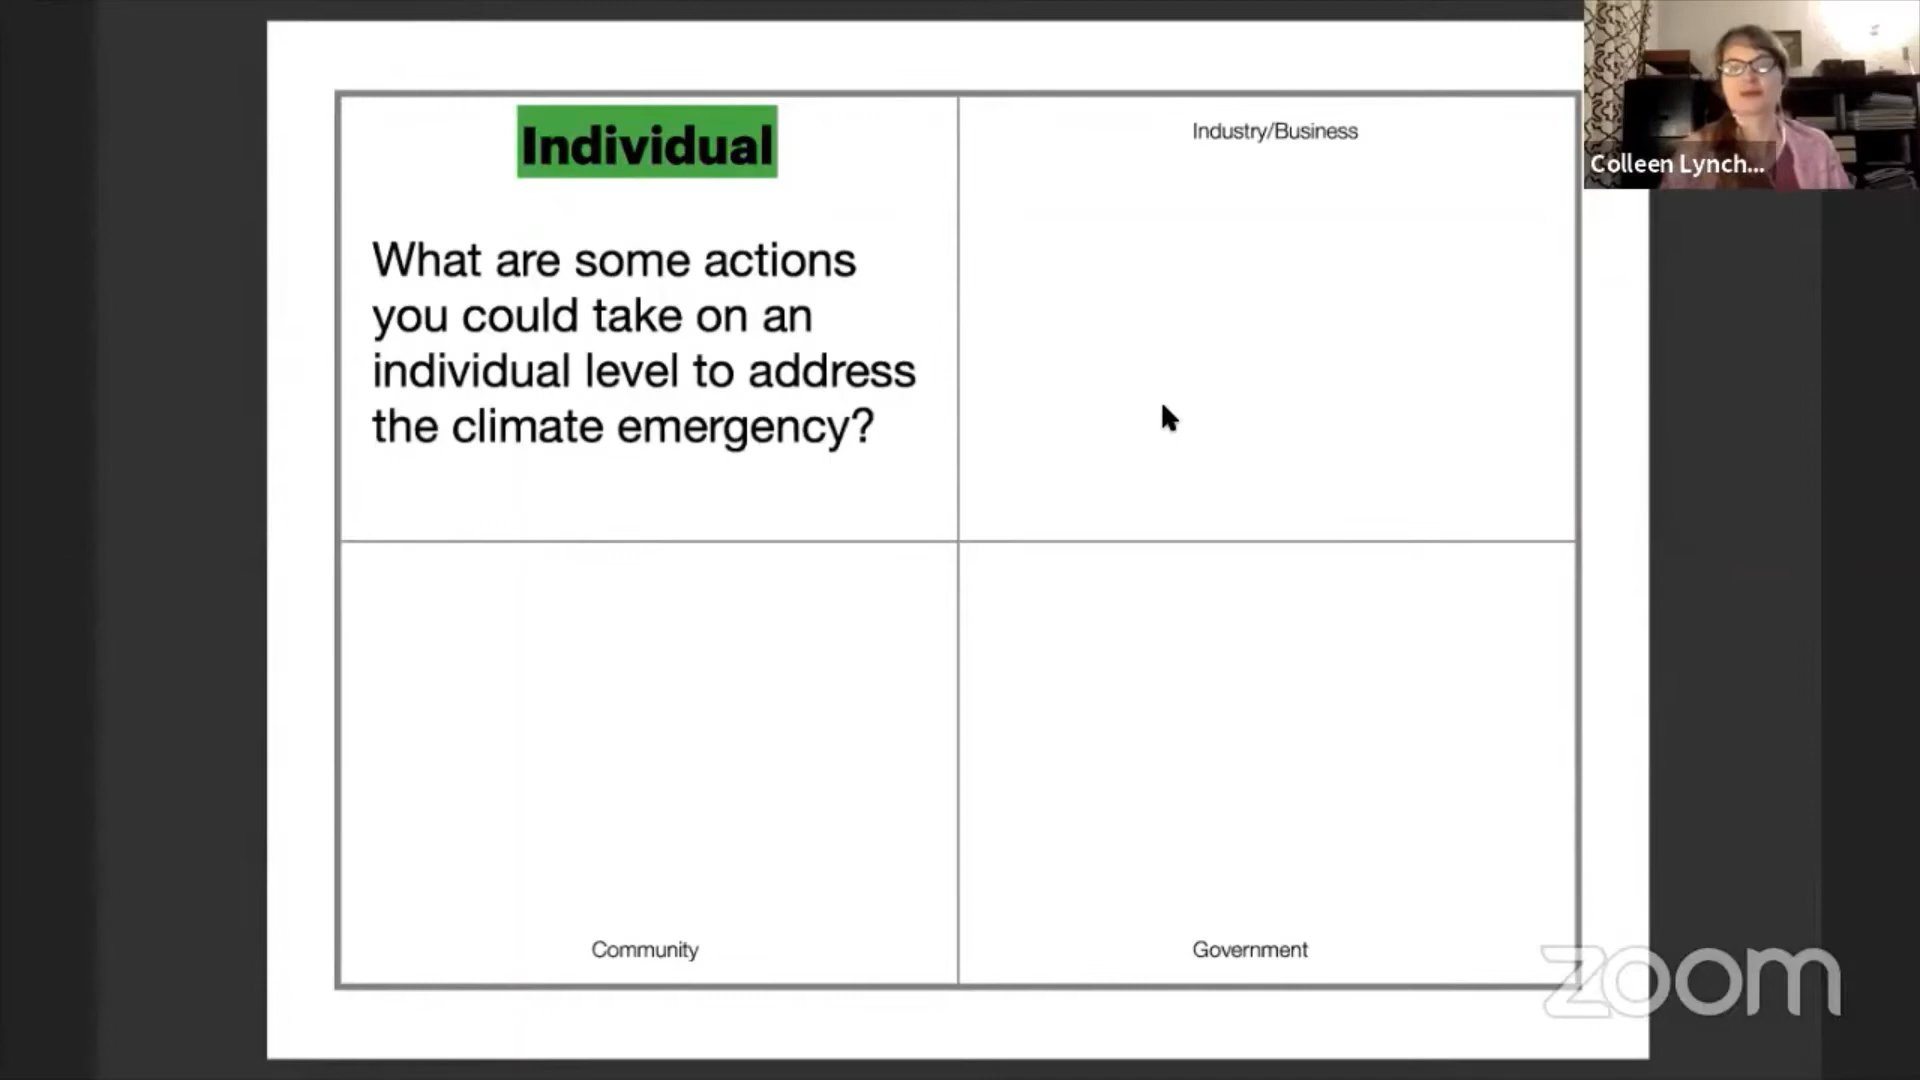 Individual
What are some actions
you could take on an
individual level to address
the climate emergency?
Industry/Business
Colleen Lynch...
Community
Government
zoom